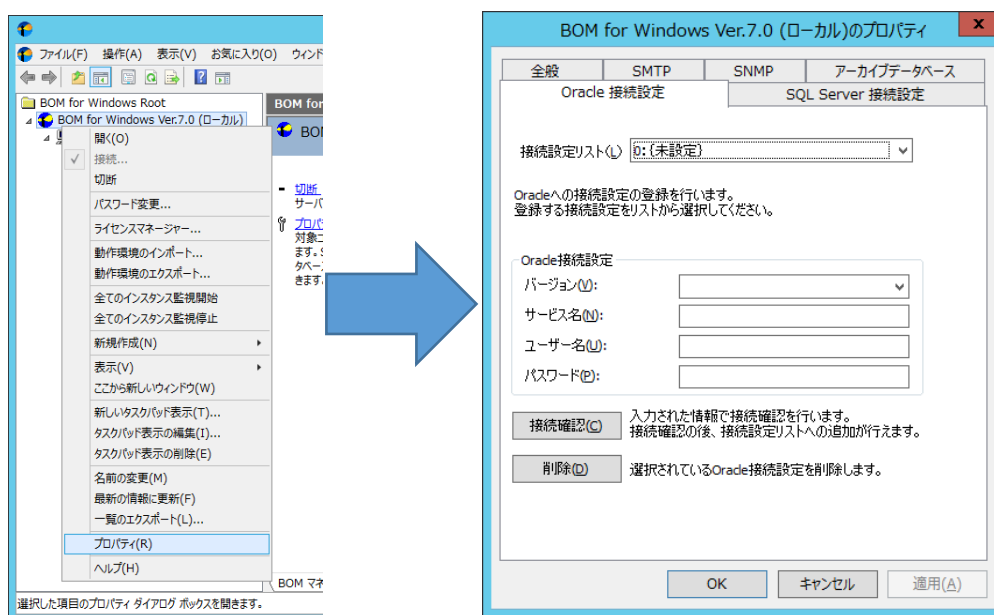 ファイル(F) 操作(A) 表示(V) お気に入り(O) ウィンド
BOM for Windows Root
BOM for Windows Ver.7.0 (ローカル)
開く(O)
接続...
切断
パスワード変更...
ライセンスマネージャー...
動作環境のインポート...
動作環境のエクスポート...
全てのインスタンス監視開始
全てのインスタンス監視停止
新規作成(N)
表示(V)
ここから新しいウィンドウ(W)
新しいタスクパッド表示(T)...
タスクパッド表示の編集(I)...
タスクパッド表示の削除(E)
名前の変更(M)
最新の情報に更新(F)
一覧のエクスポート(L)...
プロパティ(R)
ヘルプ(H)
BOM for
BOM
切断
サーバ
プロパ
対象コ
ます。S
タベース
きます。
BOM マネ
選択した項目のプロパティ ダイアログ ボックスを開きます。
BOM for Windows Ver.7.0 (ローカル)のプロパティ
x
全般 SMTP SNMP アーカイブデータベース
Oracle 接続設定 SQL Server 接続設定
接続設定リスト(L) 0: {未設定}
Oracleへの接続設定の登録を行います。
登録する接続設定をリストから選択してください。
Oracle接続設定
バージョン(V):
サービス名(N):
ユーザー名(U):
パスワード(P):
接続確認(C) 入力された情報で接続確認を行います。
接続確認の後、接続設定リストへの追加が行えます。
削除(D) 選択されているOracle接続設定を削除します。
OK キャンセル 適用(A)